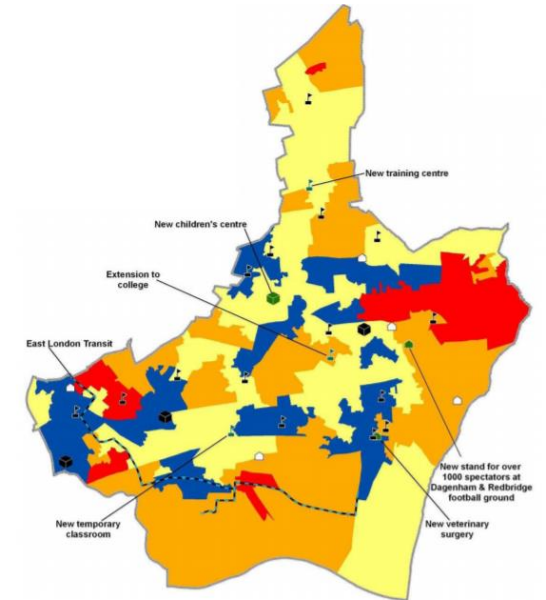 New training centre
New children's centre
Extension to
college
East London Transit
New stand for over
1000 spectators at
Dagenham & Redbridge
football ground
New temporary
classroom
New veterinary
surgery